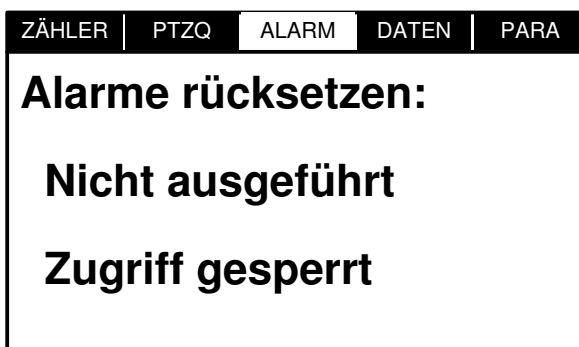 ZÄHLER PTZQ ALARM DATEN PARA
Alarme rücksetzen:
Nicht ausgeführt
Zugriff gesperrt